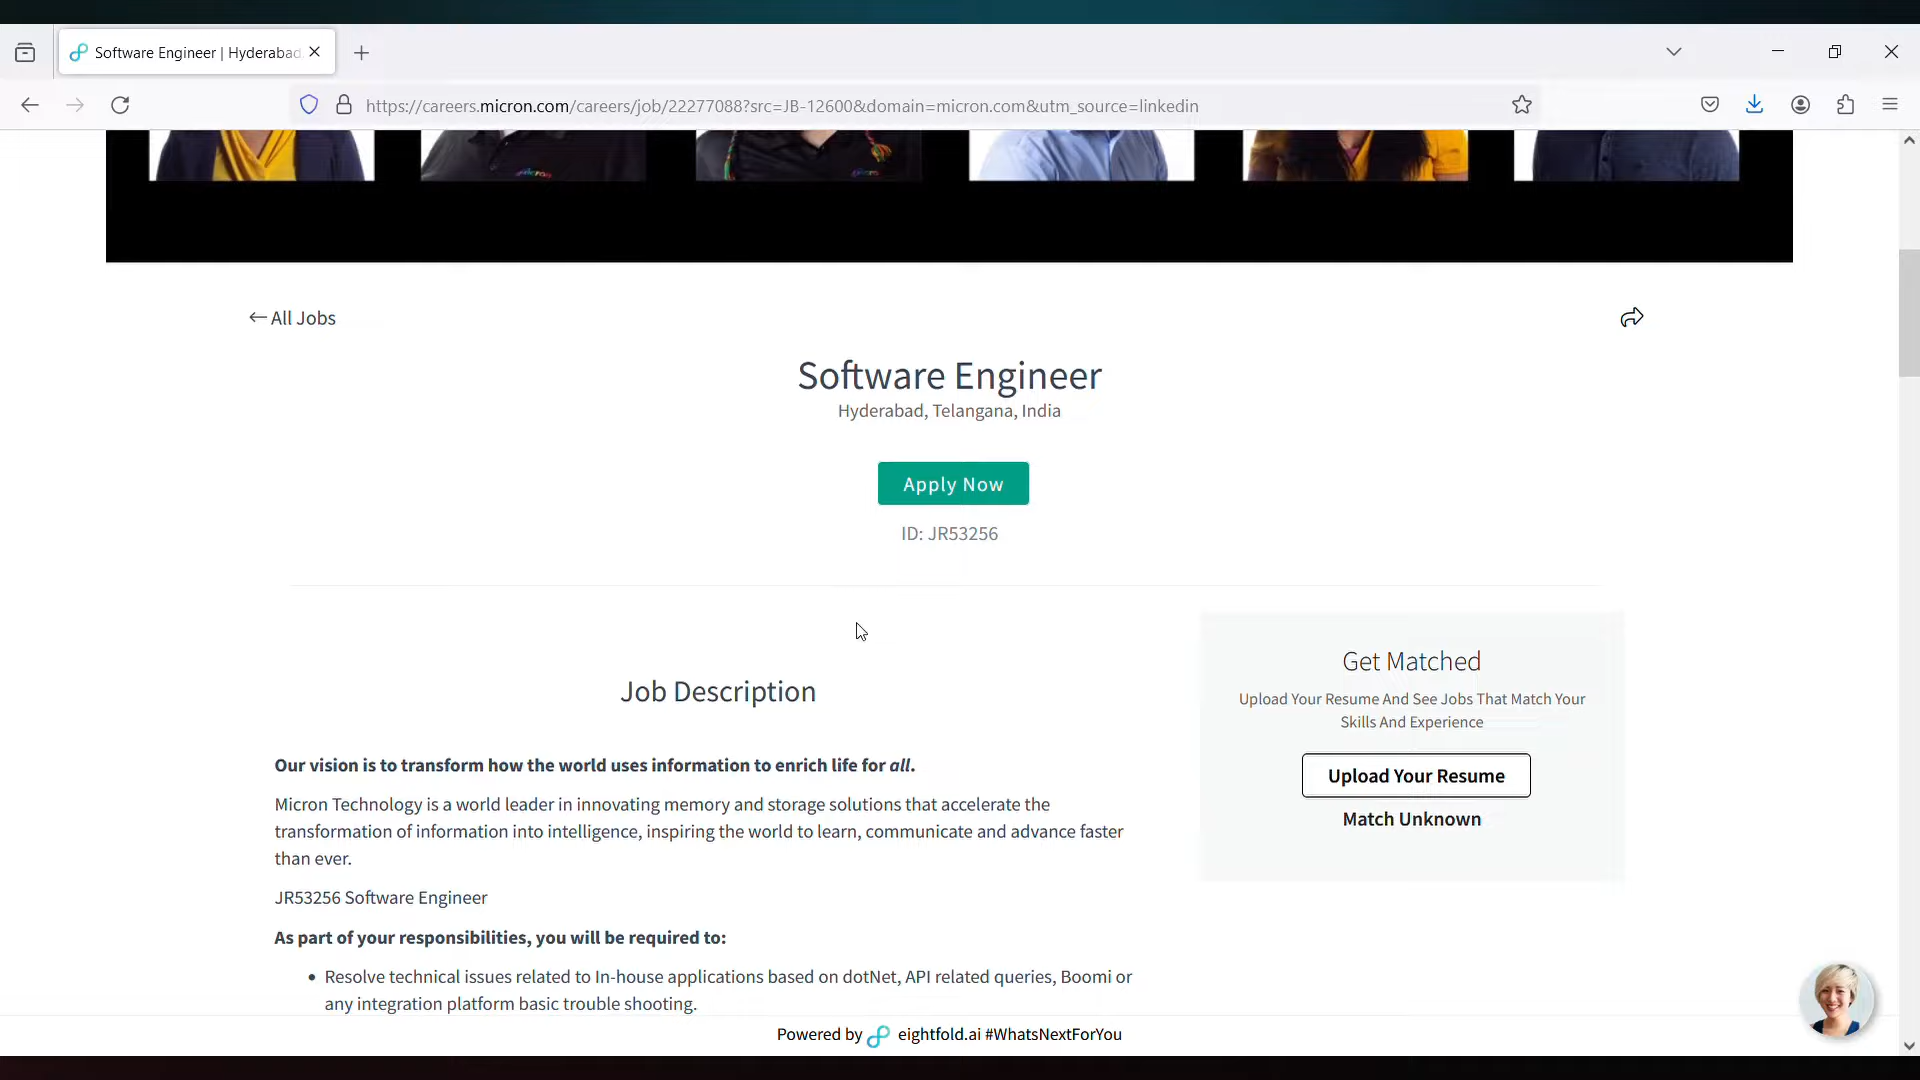 Software Engineer | Hyderabad
https://careers.micron.com/careers/job/22277088?src=JB-12600&domain=micron.com&utm_source=linkedin
← All Jobs
Software Engineer
Hyderabad, Telangana, India
Apply Now
ID: JR53256
Job Description
Our vision is to transform how the world uses information to enrich life for all.
Micron Technology is a world leader in innovating memory and storage solutions that accelerate the
transformation of information into intelligence, inspiring the world to learn, communicate and advance faster
than ever.
JR53256 Software Engineer
As part of your responsibilities, you will be required to:
• Resolve technical issues related to In-house applications based on dotNet, API related queries, Boomi or
any integration platform basic trouble shooting.
Get Matched
Upload Your Resume And See Jobs That Match Your
Skills And Experience
Upload Your Resume
Match Unknown
Powered by eightfold.ai #WhatsNextForYou